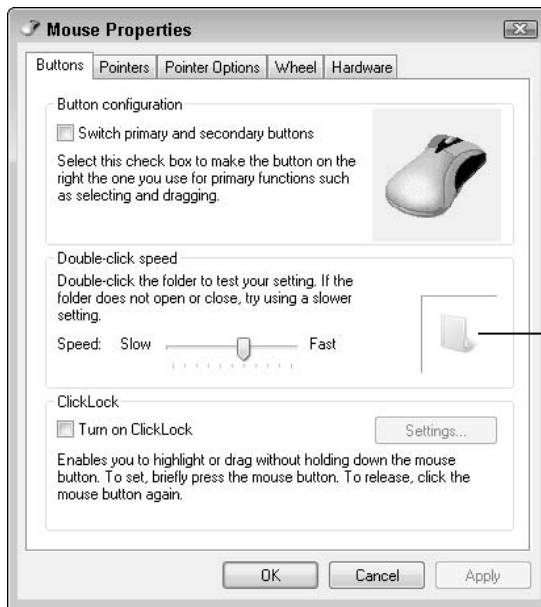 Mouse Properties
Buttons Pointers Pointer Options Wheel Hardware
Button configuration
Switch primary and secondary buttons
Select this check box to make the button on the
right the one you use for primary functions such
as selecting and dragging.
Double-click speed
Double-click the folder to test your setting. If the
folder does not open or close, try using a slower
setting.
Speed: Slow Fast
ClickLock
Turn on ClickLock Settings...
Enables you to highlight or drag without holding down the mouse
button. To set, briefly press the mouse button. To release, click the
mouse button again.
OK Cancel Apply